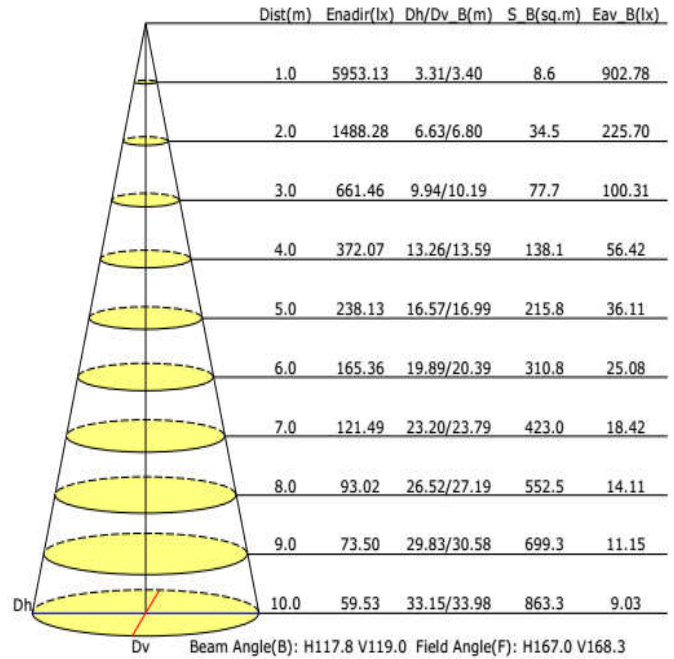 Dist(m) Enadir(lx) Dh/Dv_B(m) S_B(sq.m) Eav_B(lx)
1.0 5953.13 3.31/3.40 8.6 902.78
2.0 1488.28 6.63/6.80 34.5 225.70
3.0 661.46 9.94/10.19 77.7 100.31
4.0 372.07 13.26/13.59 138.1 56.42
5.0 238.13 16.57/16.99 215.8 36.11
6.0 165.36 19.89/20.39 310.8 25.08
7.0 121.49 23.20/23.79 423.0 18.42
8.0 93.02 26.52/27.19 552.5 14.11
9.0 73.50 29.83/30.58 699.3 11.15
Dh 10.0 59.53 33.15/33.98 863.3 9.03
Dv Beam Angle(B): H117.8 V119.0 Field Angle(F): H167.0 V168.3